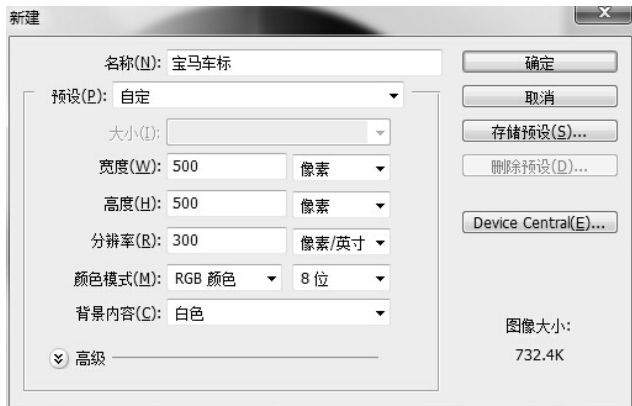 新建
名称(N): 宝马车标
确定
预设(P): 自定
取消
大小(I):
存储预设(S)...
宽度(W): 500 像素
删除预设(D)...
高度(H): 500 像素
Device Central(E)...
分辨率(R): 300 像素/英寸
颜色模式(M): RGB 颜色 8 位
背景内容(C): 白色
图像大小:
732.4K
高级